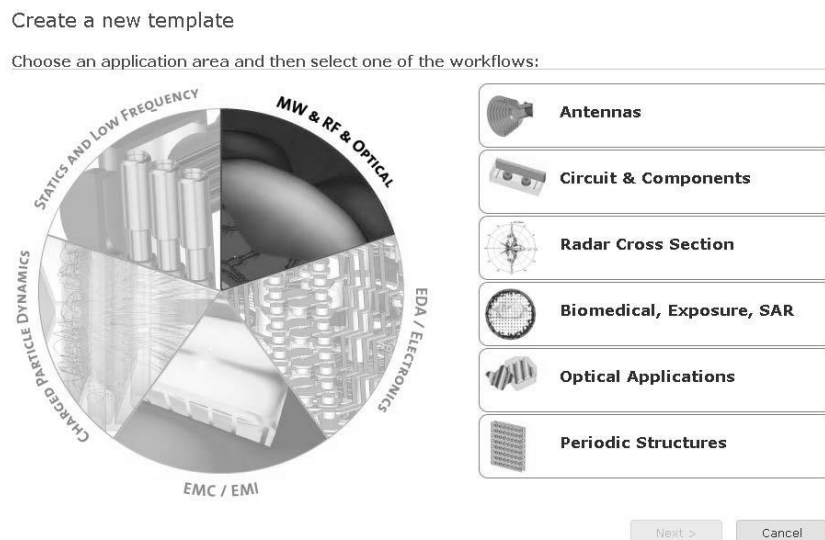 Create a new template
Choose an application area and then select one of the workflows:
STATICS AND LOW FREQUENCY
MW & RF & OPTICAL
EDA / ELECTRONICS
EMC / EMI
CHARGED PARTICLE DYNAMICS
Antennas
Circuit & Components
Radar Cross Section
Biomedical, Exposure, SAR
Optical Applications
Periodic Structures
Next >
Cancel